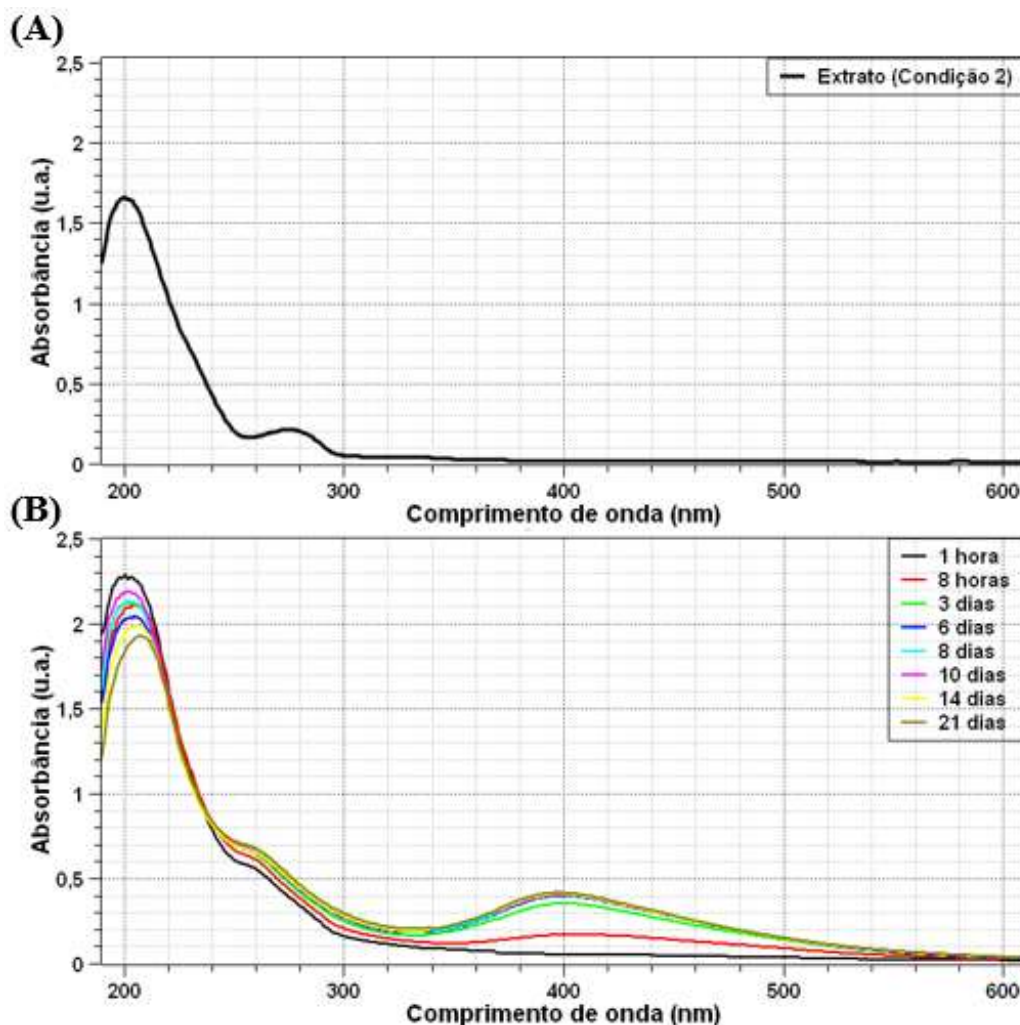 (A)
2,5
2
1,5
1
0,5
0
Absorbância (u.a.)
Extrato (Condição 2)
200 300 400 500 600
Comprimento de onda (nm)
(B)
2,5
2
1,5
1
0,5
0
Absorbância (u.a.)
1 hora
8 horas
3 dias
6 dias
8 dias
10 dias
14 dias
21 dias
200 300 400 500 600
Comprimento de onda (nm)